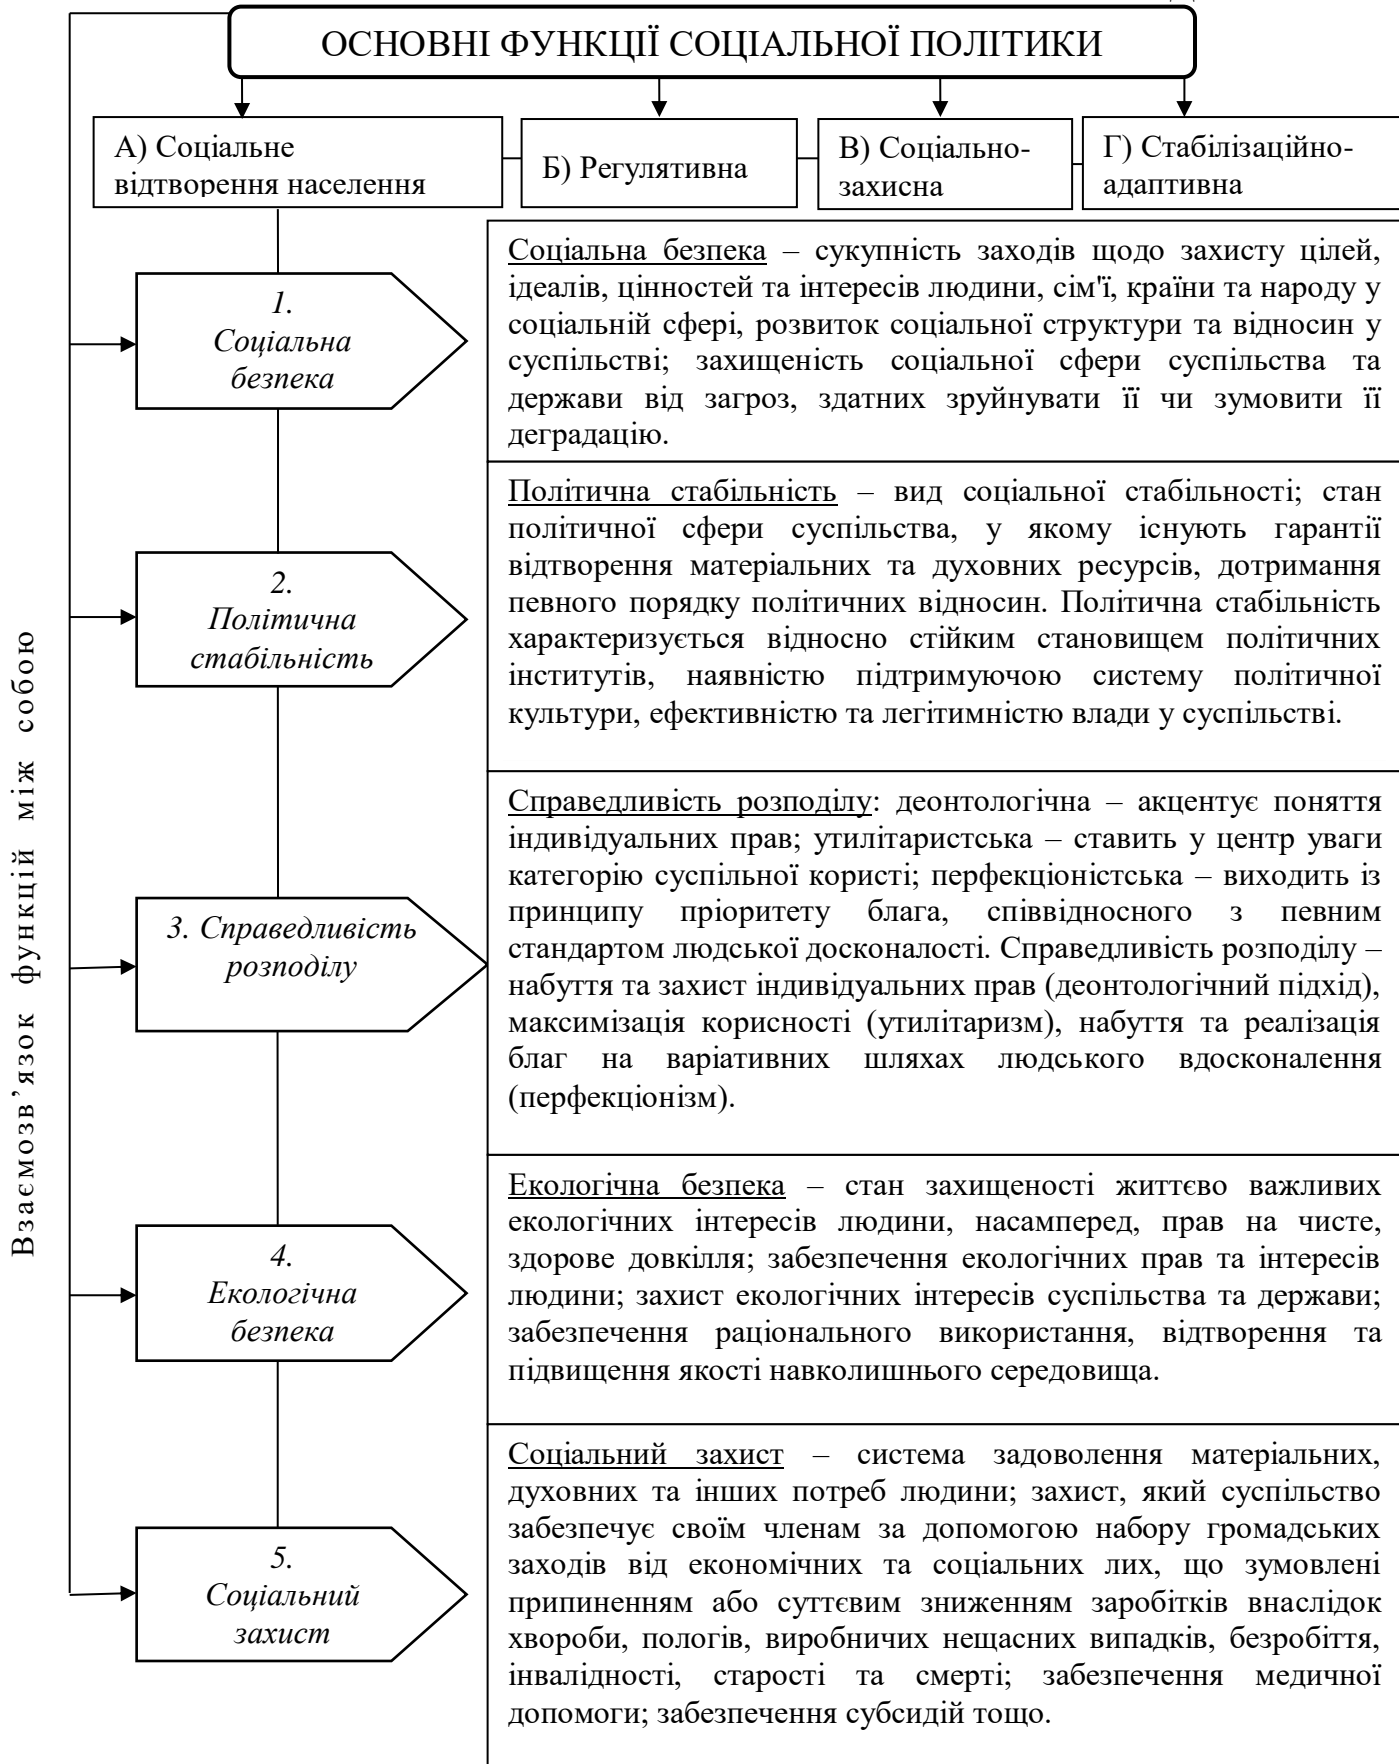 ОСНОВНІ ФУНКЦІЇ СОЦІАЛЬНОЇ ПОЛІТИКИ
А) Соціальне
відтворення населення
Б) Регулятивна
В) Соціально-
захисна
Г) Стабілізаційно-
адаптивна
Взаємозв’язок функцій між собою
1.
Соціальна
безпека
Соціальна безпека – сукупність заходів щодо захисту цілей,
ідеалів, цінностей та інтересів людини, сім'ї, країни та народу у
соціальній сфері, розвиток соціальної структури та відносин у
суспільстві; захищеність соціальної сфери суспільства та
держави від загроз, здатних зруйнувати її чи зумовити її
деградацію.
2.
Політична
стабільність
Політична стабільність – вид соціальної стабільності; стан
політичної сфери суспільства, у якому існують гарантії
відтворення матеріальних та духовних ресурсів, дотримання
певного порядку політичних відносин. Політична стабільність
характеризується відносно стійким становищем політичних
інститутів, наявністю підтримуючою систему політичної
культури, ефективністю та легітимністю влади у суспільстві.
3. Справедливість
розподілу
Справедливість розподілу: деонтологічна – акцентує поняття
індивідуальних прав; утилітаристська – ставить у центр уваги
категорію суспільної користі; перфекціоністська – виходить із
принципу пріоритету блага, співвідносного з певним
стандартом людської досконалості. Справедливість розподілу –
набуття та захист індивідуальних прав (деонтологічний підхід),
максимізація корисності (утилітаризм), набуття та реалізація
благ на варіативних шляхах людського вдосконалення
(перфекціонізм).
4.
Екологічна
безпека
Екологічна безпека – стан захищеності життєво важливих
екологічних інтересів людини, насамперед, прав на чисте,
здорове довкілля; забезпечення екологічних прав та інтересів
людини; захист екологічних інтересів суспільства та держави;
забезпечення раціонального використання, відтворення та
підвищення якості навколишнього середовища.
5.
Соціальний
захист
Соціальний захист – система задоволення матеріальних,
духовних та інших потреб людини; захист, який суспільство
забезпечує своїм членам за допомогою набору громадських
заходів від економічних та соціальних лих, що зумовлені
припиненням або суттєвим зниженням заробітків внаслідок
хвороби, пологів, виробничих нещасних випадків, безробіття,
інвалідності, старості та смерті; забезпечення медичної
допомоги; забезпечення субсидій тощо.